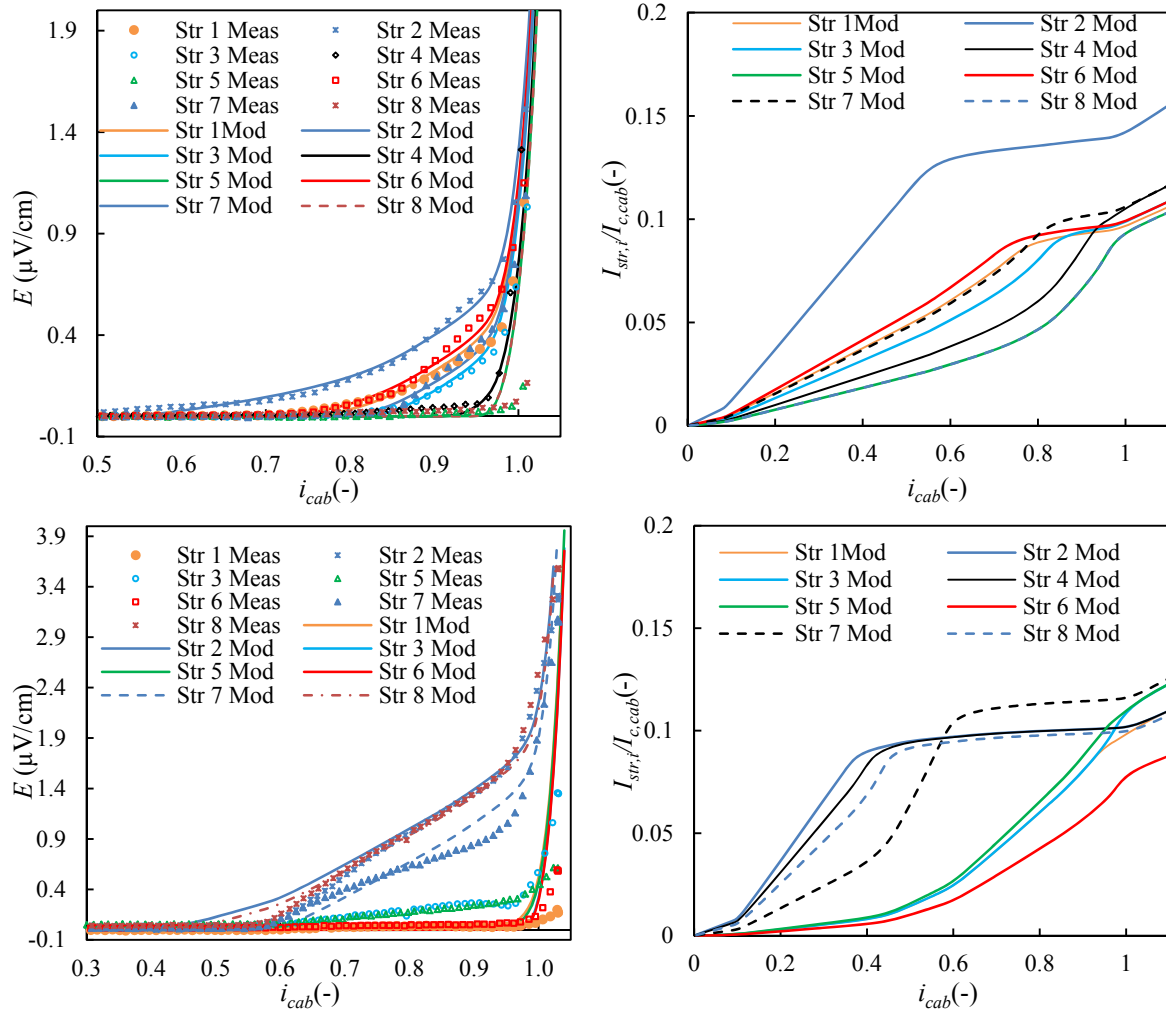 1.9
1.4
0.9
0.4
-0.1
E (μV/cm)
Str 1 Meas Str 2 Meas
Str 3 Meas Str 4 Meas
Str 5 Meas Str 6 Meas
Str 7 Meas Str 8 Meas
Str 1Mod Str 2 Mod
Str 3 Mod Str 4 Mod
Str 5 Mod Str 6 Mod
Str 7 Mod Str 8 Mod
0.5 0.6 0.7 0.8 0.9 1.0
icab(-)
0.2
0.15
0.1
0.05
0
Istr,i/Ic,cab(-)
Str 1Mod Str 2 Mod
Str 3 Mod Str 4 Mod
Str 5 Mod Str 6 Mod
Str 7 Mod Str 8 Mod
0 0.2 0.4 0.6 0.8 1
icab(-)
3.9
3.4
2.9
2.4
1.9
1.4
0.9
0.4
-0.1
E (μV/cm)
Str 1 Meas Str 2 Meas
Str 3 Meas Str 5 Meas
Str 6 Meas Str 7 Meas
Str 8 Meas Str 1Mod
Str 2 Mod Str 3 Mod
Str 5 Mod Str 6 Mod
Str 7 Mod Str 8 Mod
0.3 0.4 0.5 0.6 0.7 0.8 0.9 1.0
icab(-)
0.2
0.15
0.1
0.05
0
Istr,i/Ic,cab(-)
Str 1Mod Str 2 Mod
Str 3 Mod Str 4 Mod
Str 5 Mod Str 6 Mod
Str 7 Mod Str 8 Mod
0 0.2 0.4 0.6 0.8 1
icab(-)